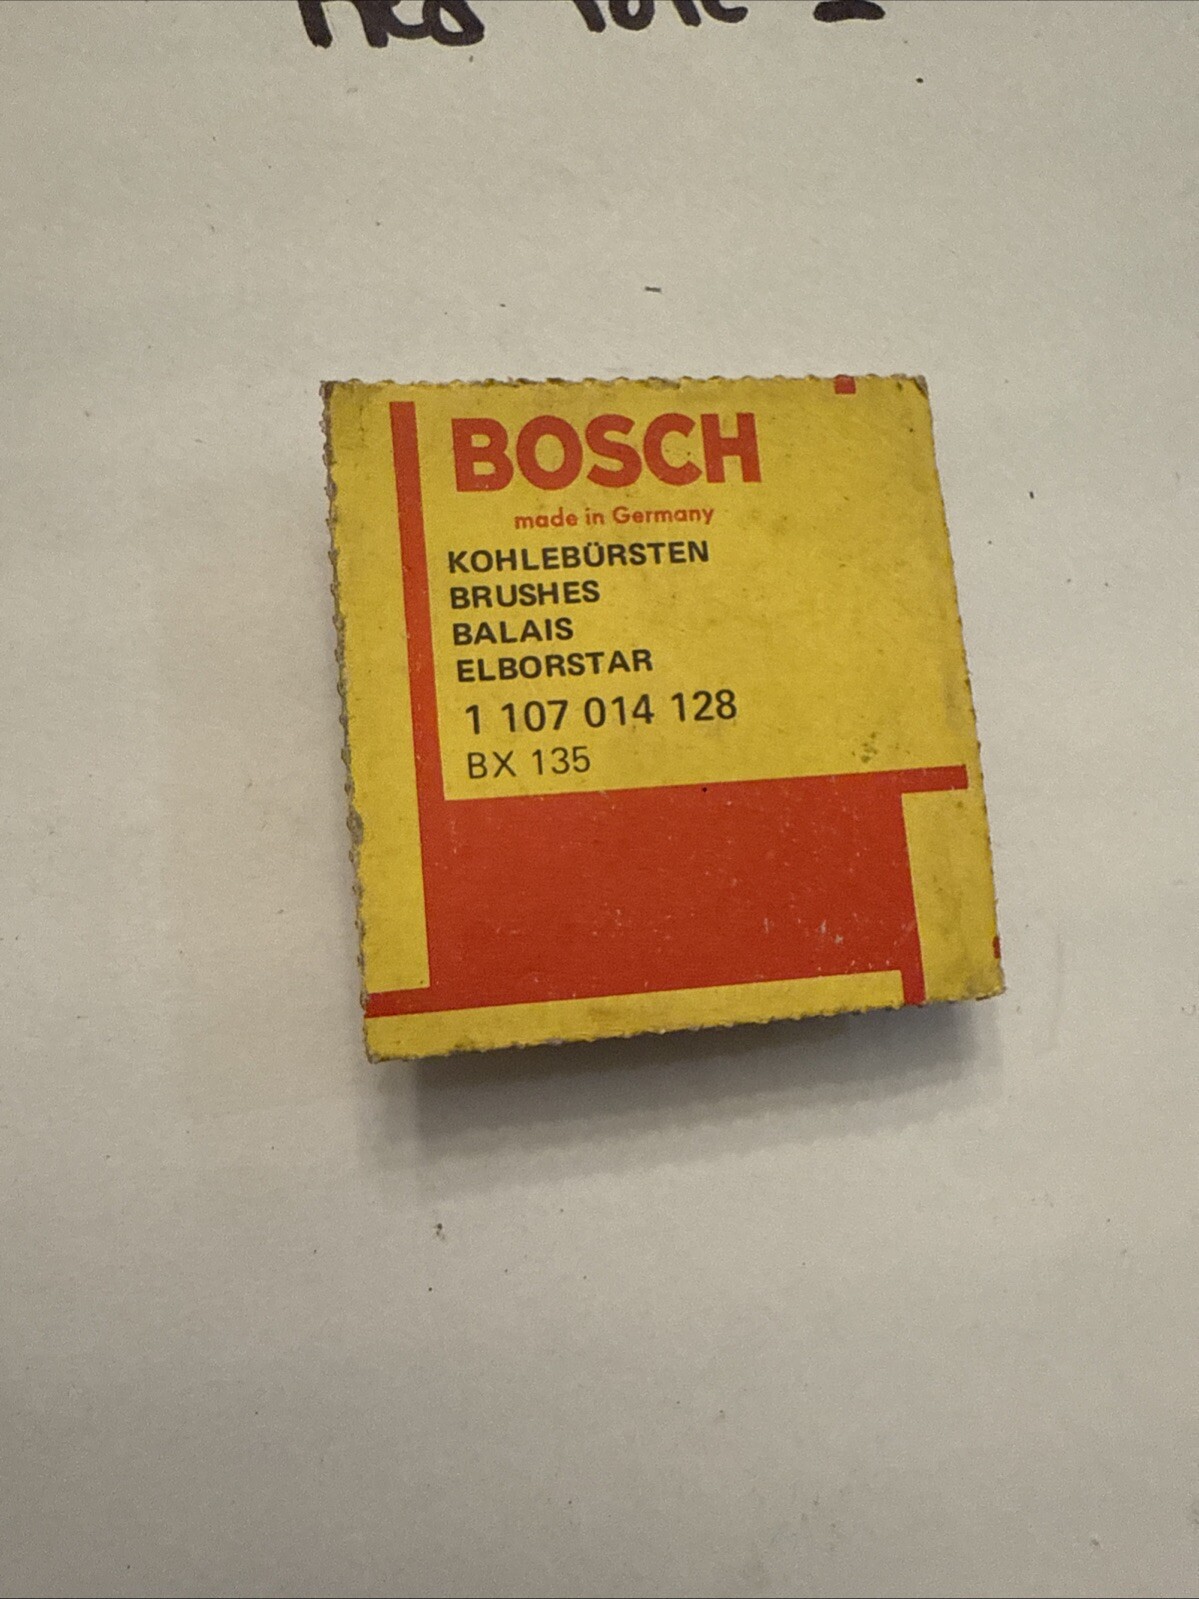 BOSCH
made in Germany
KOHLEBÜRSTEN
BRUSHES
BALAIS
ELBORSTAR
1 107 014 128
BX 135